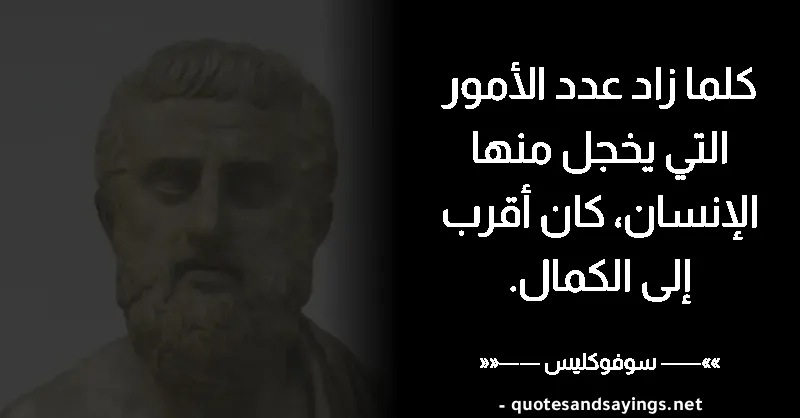 كلما زاد عدد الأمور
التي يخجل منها
الإنسان، كان أقرب
إلى الكمال.
»»—— سوفوكليس ——««
- quotesandsayings.net